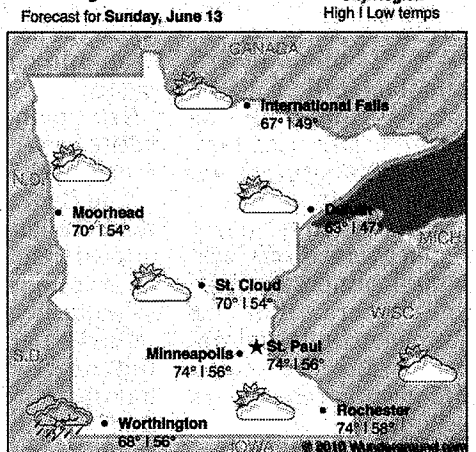 Forecast for Sunday, June 13
High | Low temps
CANADA
International Falls
67° | 49°
N.D.
Moorhead
70° | 54°
Duluth
63° | 47°
MICH.
St. Cloud
70° | 54°
WISC.
S.D.
Minneapolis
74° | 56°
St. Paul
74° | 56°
Worthington
68° | 56°
Rochester
74° | 58°
IOWA
© 2010 Wunderground.com